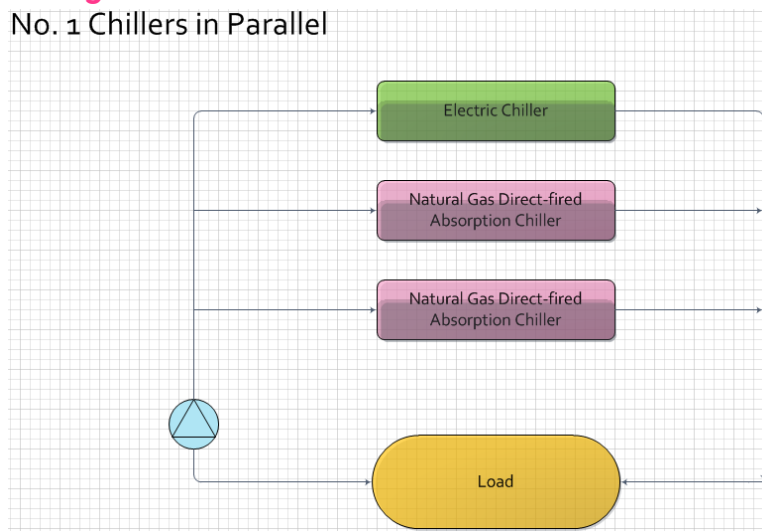 No. 1 Chillers in Parallel
Electric Chiller
Natural Gas Direct-fired
Absorption Chiller
Natural Gas Direct-fired
Absorption Chiller
Load